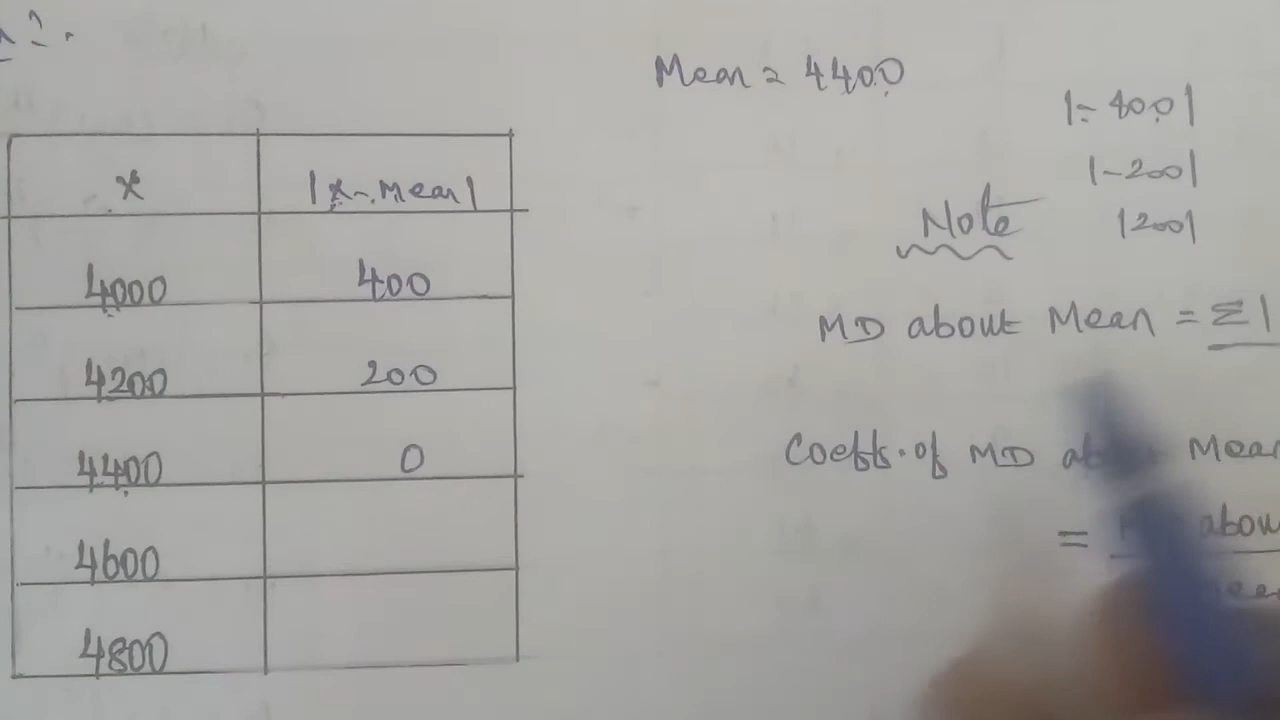 Mean = 4400
|-400|
|-200|
|200|
x |x-Mean|
4000 400
4200 200
4400 0
4600
4800
Note
MD about Mean = Σ|
Coeff. of MD Mean
=